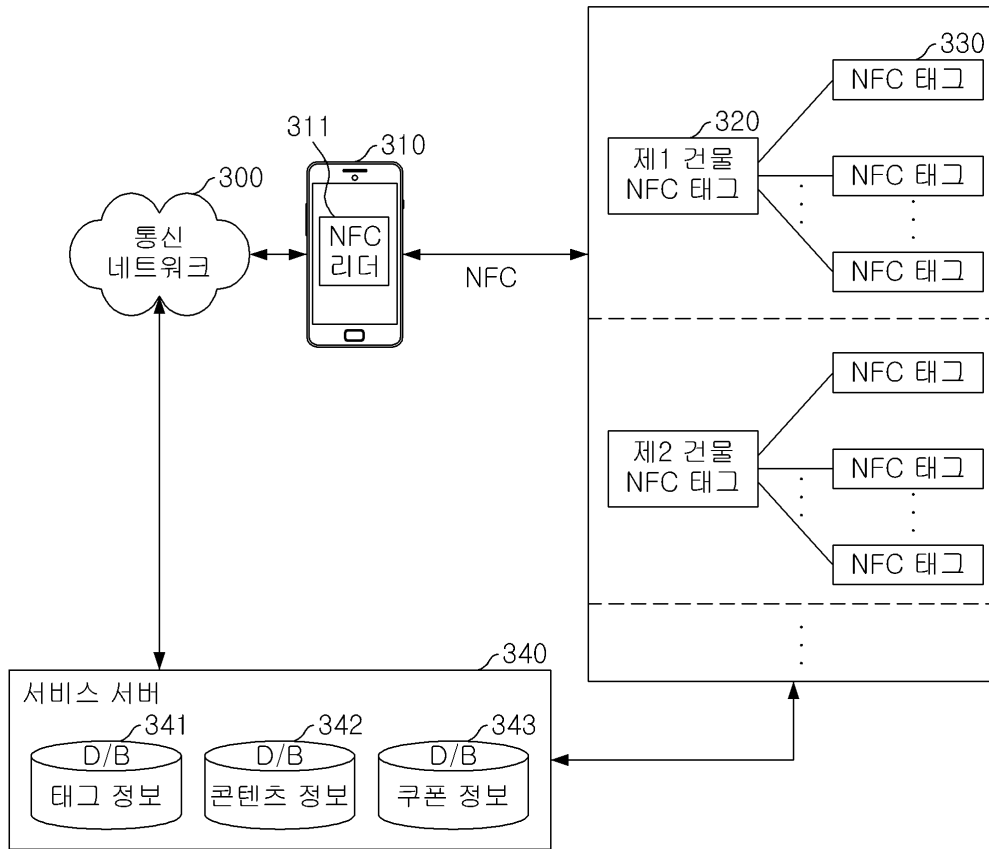 330
NFC 태그
320
제1 건물
NFC 태그
NFC 태그
NFC 태그
311
310
300
통신
네트워크
NFC
리더
NFC
NFC 태그
제2 건물
NFC 태그
NFC 태그
NFC 태그
340
서비스 서버
341
D/B
태그 정보
342
D/B
콘텐츠 정보
343
D/B
쿠폰 정보